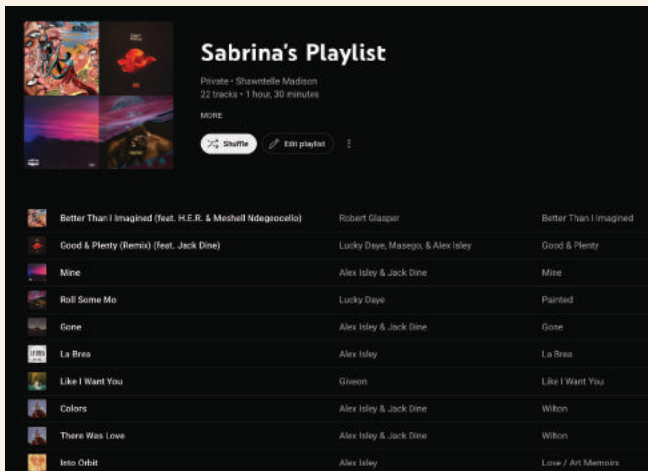 Sabrina's Playlist
Private • Shawntelle Madison
22 tracks • 1 hour, 30 minutes
MORE
Shuffle Edit playlist
Better Than I Imagined (feat. H.E.R. & Meshell Ndegeocello) Robert Glasper Better Than I Imagined
Good & Plenty (Remix) (feat. Jack Dine) Lucky Daye, Masego, & Alex Isley Good & Plenty
Mine Alex Isley & Jack Dine Mine
Roll Some Mo Lucky Daye Painted
Gone Alex Isley & Jack Dine Gone
La Brea Alex Isley La Brea
Like I Want You Giveon Like I Want You
Colors Alex Isley & Jack Dine Wilton
There Was Love Alex Isley & Jack Dine Wilton
Into Orbit Alex Isley Love / Art Memoirs